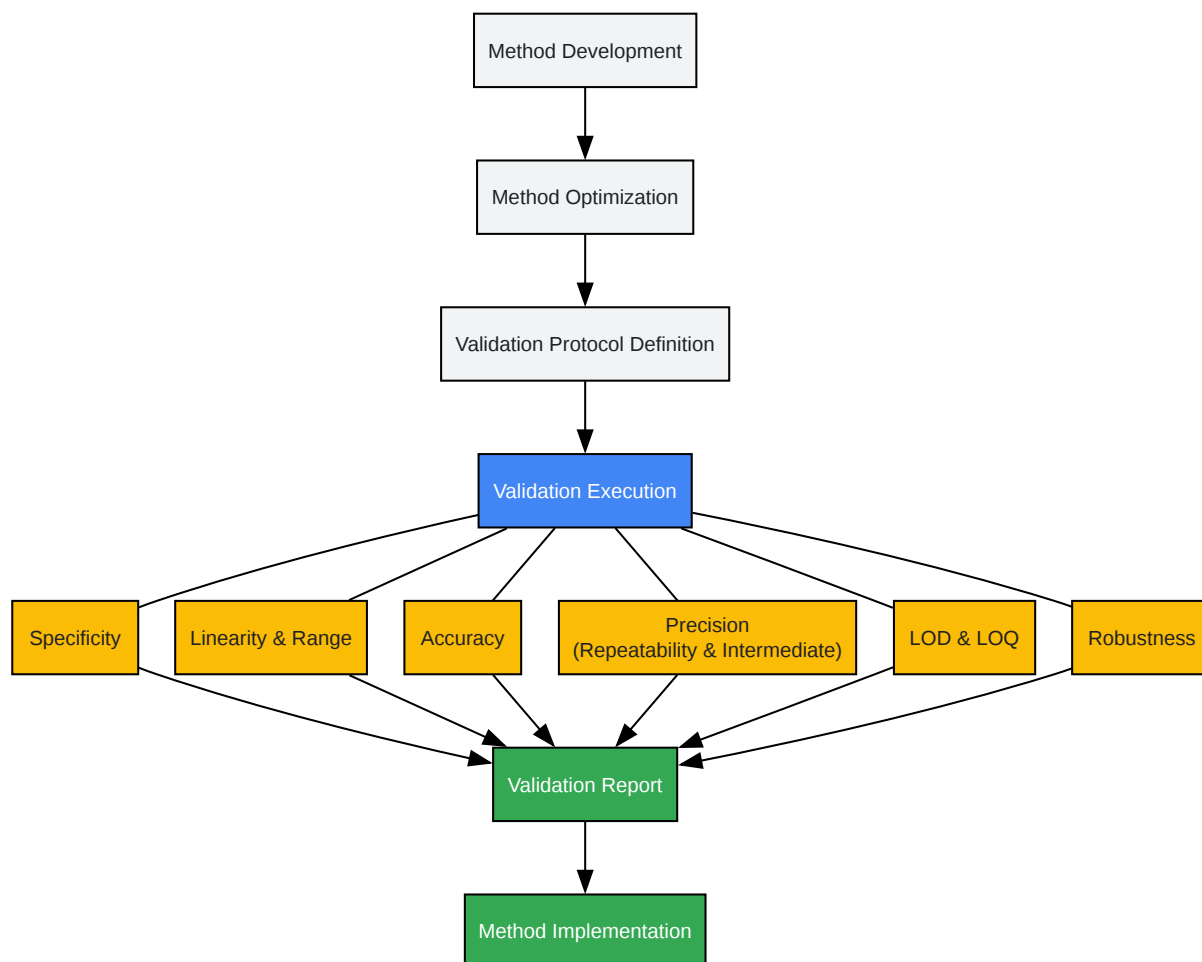 Method Development
Method Optimization
Validation Protocol Definition
Validation Execution
Specificity
Linearity & Range
Accuracy
Precision
(Repeatability & Intermediate)
LOD & LOQ
Robustness
Validation Report
Method Implementation